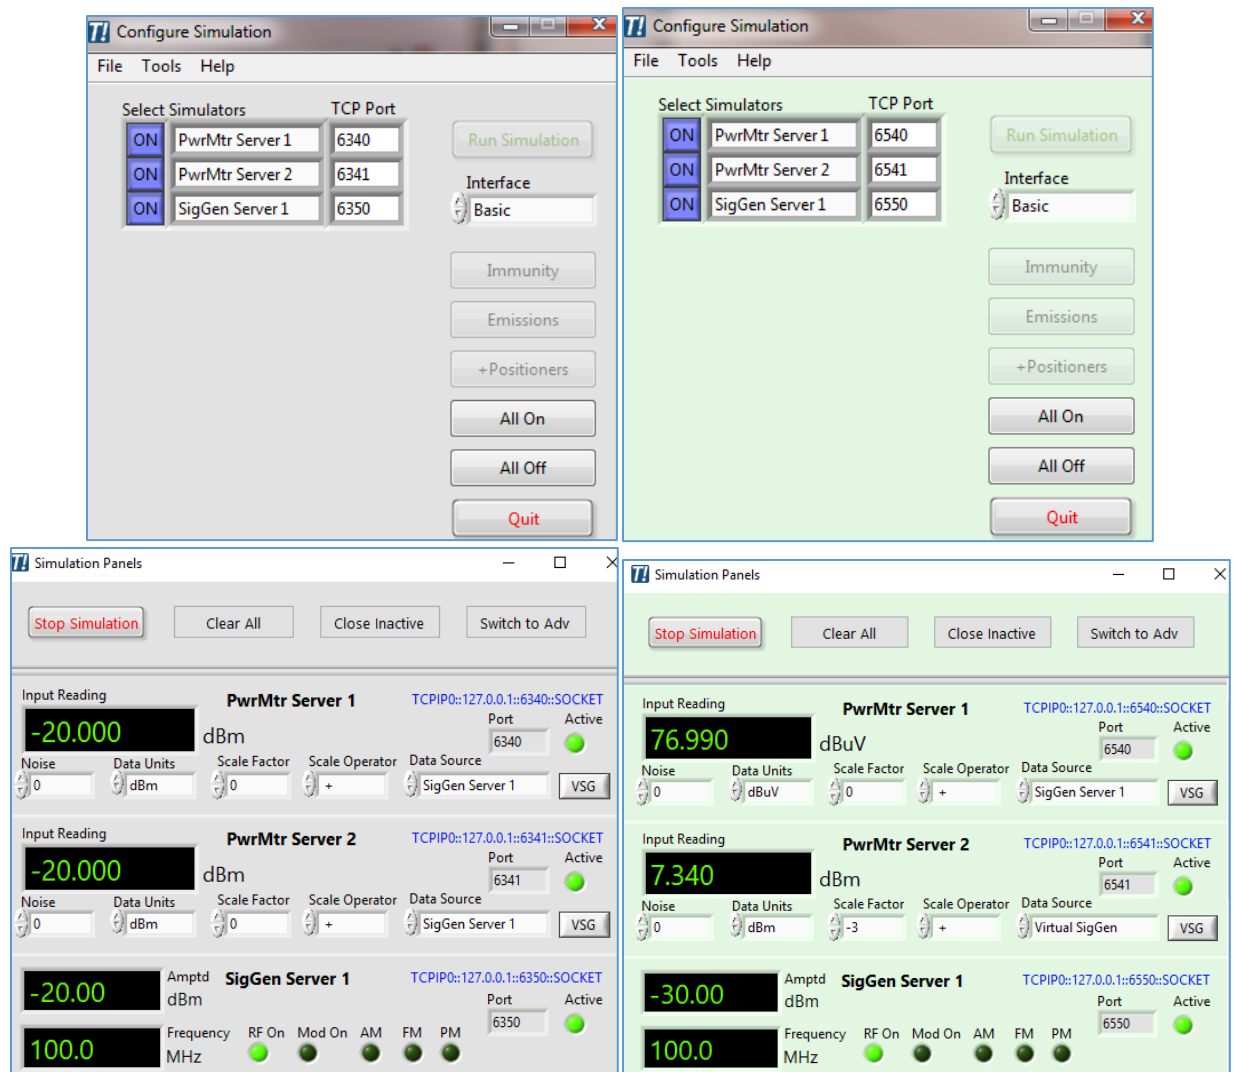 Configure Simulation
File Tools Help
Select Simulators TCP Port
ON PwrMtr Server 1 6340
ON PwrMtr Server 2 6341
ON SigGen Server 1 6350
Run Simulation
Interface
Basic
Immunity
Emissions
+Positioners
All On
All Off
Quit
Configure Simulation
File Tools Help
Select Simulators TCP Port
ON PwrMtr Server 1 6540
ON PwrMtr Server 2 6541
ON SigGen Server 1 6550
Run Simulation
Interface
Basic
Immunity
Emissions
+Positioners
All On
All Off
Quit
Simulation Panels
Stop Simulation Clear All Close Inactive Switch to Adv
Input Reading PwrMtr Server 1 TCPIP0::127.0.0.1::6340::SOCKET
-20.000 dBm Port Active
6340
Noise Data Units Scale Factor Scale Operator Data Source
0 dBm 0 + SigGen Server 1 VSG
Input Reading PwrMtr Server 2 TCPIP0::127.0.0.1::6341::SOCKET
-20.000 dBm Port Active
6341
Noise Data Units Scale Factor Scale Operator Data Source
0 dBm 0 + SigGen Server 1 VSG
-20.00 Amptd dBm SigGen Server 1 TCPIP0::127.0.0.1::6350::SOCKET
Port Active
6350
100.0 Frequency MHz RF On Mod On AM FM PM
Simulation Panels
Stop Simulation Clear All Close Inactive Switch to Adv
Input Reading PwrMtr Server 1 TCPIP0::127.0.0.1::6540::SOCKET
76.990 dBuV Port Active
6540
Noise Data Units Scale Factor Scale Operator Data Source
0 dBuV 0 + SigGen Server 1 VSG
Input Reading PwrMtr Server 2 TCPIP0::127.0.0.1::6541::SOCKET
7.340 dBm Port Active
6541
Noise Data Units Scale Factor Scale Operator Data Source
0 dBm -3 + Virtual SigGen VSG
-30.00 Amptd dBm SigGen Server 1 TCPIP0::127.0.0.1::6550::SOCKET
Port Active
6550
100.0 Frequency MHz RF On Mod On AM FM PM